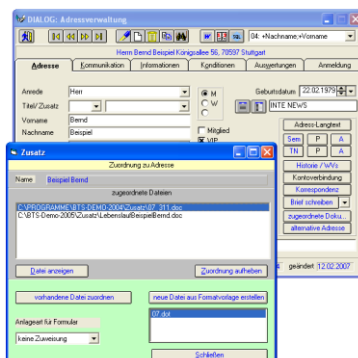 DIALOG: Adressverwaltung
04: +Nachname,+Vorname
Herrn Bernd Beispiel Königsallee 56, 78597 Stuttgart
Adresse Kommunikation Informationen Konditionen Auswertungen Anmeldung
Anrede Herr M Geburtsdatum 22.02.1979
Titel/ Zusatz W INTE NEWS
Vorname Bernd O
Nachname Beispiel Mitglied Adress-Langtext
VIP Sem P A
TN P A
Historie / WVs
Kontoverbindung
Korrespondenz
Brief schreiben
zugeordnete Doku...
alternative Adresse
geändert 12.02.2007
Zusatz
Zuordnung zu Adresse
Name Beispiel Bernd
zugeordnete Dateien
C:\PROGRAMME\BTS-DEMO-2004\Zusatz\07_311.doc
C:\BTS-Demo-2005\Zusatz\LebenslaufBeispielBernd.doc
Datei anzeigen Zuordnung aufheben
vorhandene Datei zuordnen neue Datei aus Formatvorlage erstellen
Anlageart für Formular 07.dot
keine Zuweisung
Schließen